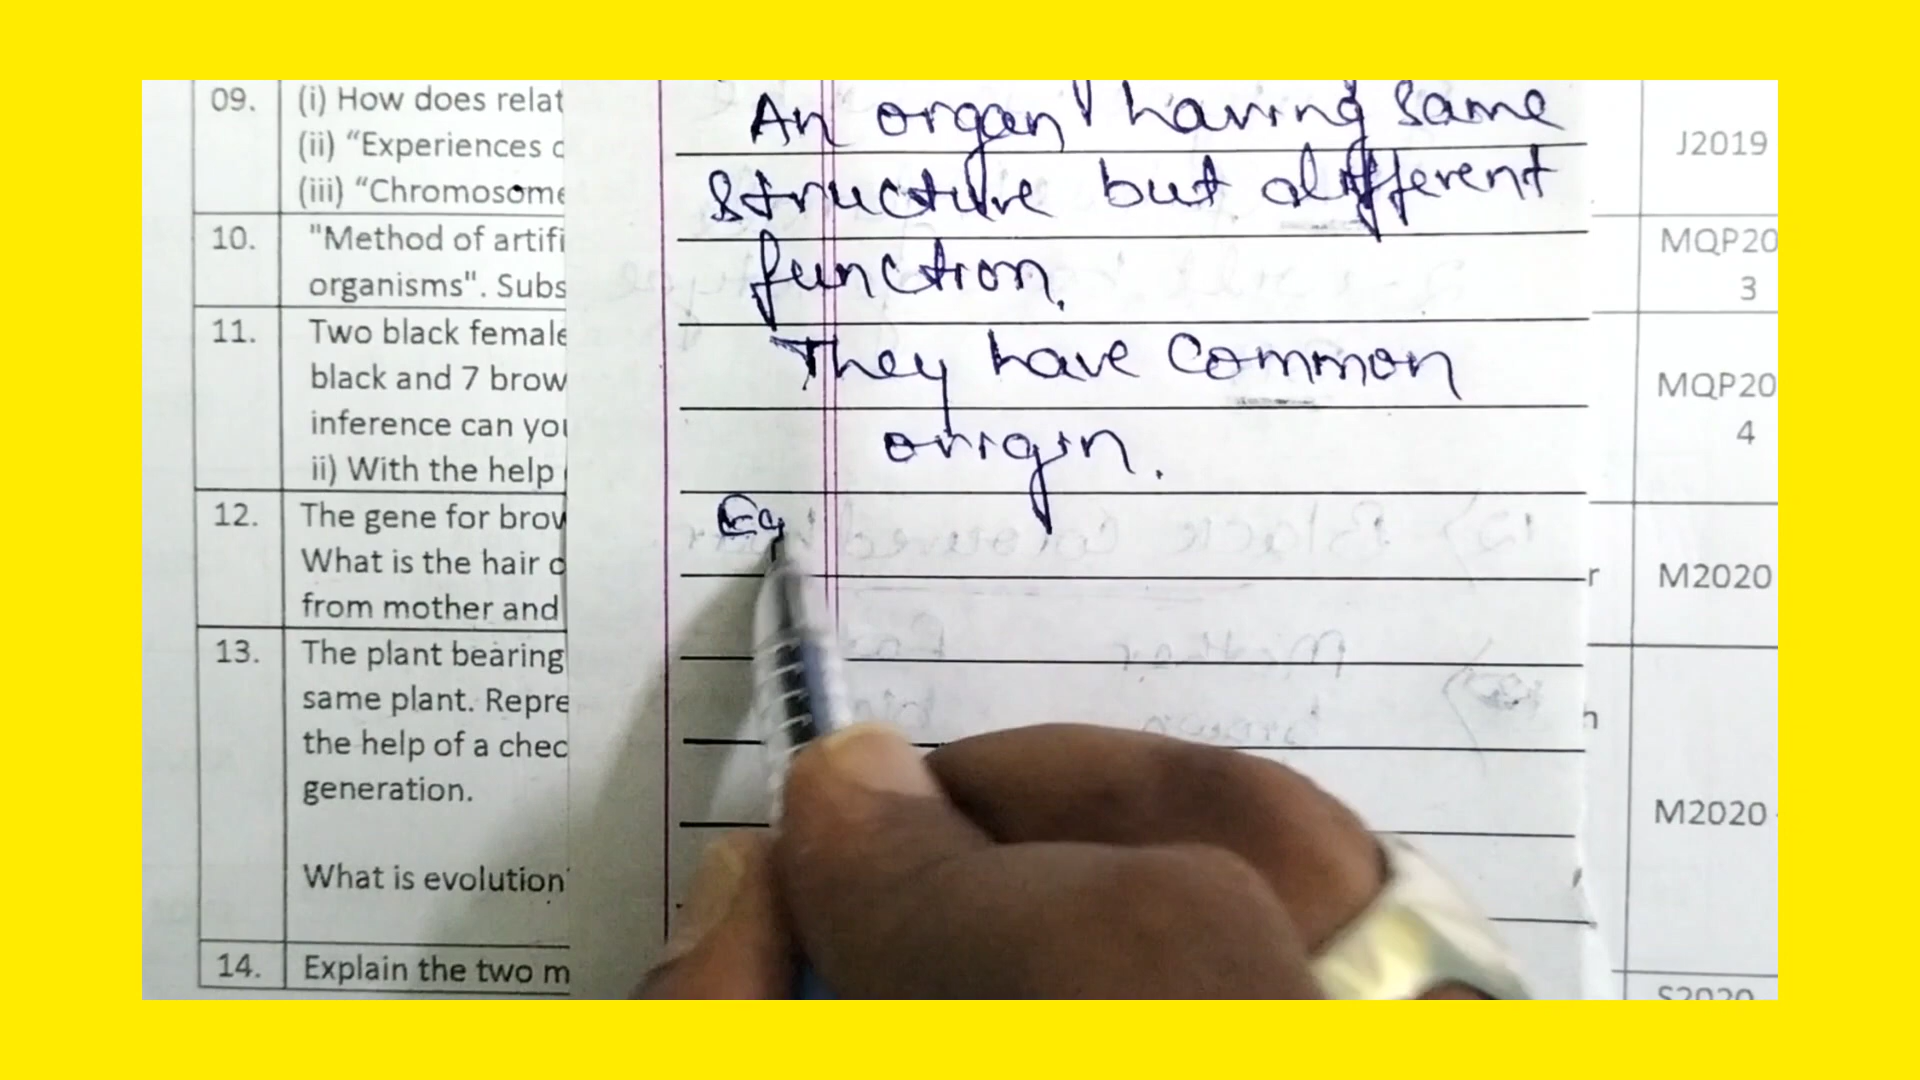 09.
(i) How does relat
(ii) "Experiences
(iii) "Chromosome
10.
"Method of artifi
organisms". Subs
11.
Two black female
black and 7 brow
inference can you
ii) With the help
12.
The gene for brow
What is the hair
from mother and
13.
The plant bearing
same plant. Repre
the help of a chec
generation.
What is evolution
14.
Explain the two m
An organ having same
structure but different
function.
They have common
origin.
Eg
J2019
MQP20
3
MQP20
4
r
M2020
h
M2020
S2020